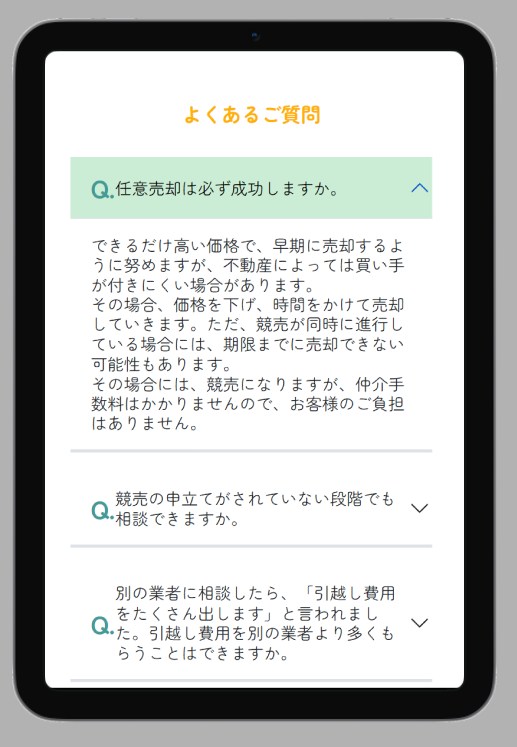 よくあるご質問
Q.任意売却は必ず成功しますか。
できるだけ高い価格で、早期に売却するよ
うに努めますが、不動産によっては買い手
が付きにくい場合があります。
その場合、価格を下げ、時間をかけて売却
していきます。ただ、競売が同時に進行し
ている場合には、期限までに売却できない
可能性もあります。
その場合には、競売になりますが、仲介手
数料はかかりませんので、お客様のご負担
はありません。
Q.競売の申立てがされていない段階でも
相談できますか。
Q.別の業者に相談したら、「引越し費用
をたくさん出します」と言われまし
た。引越し費用を別の業者より多くも
らうことはできますか。